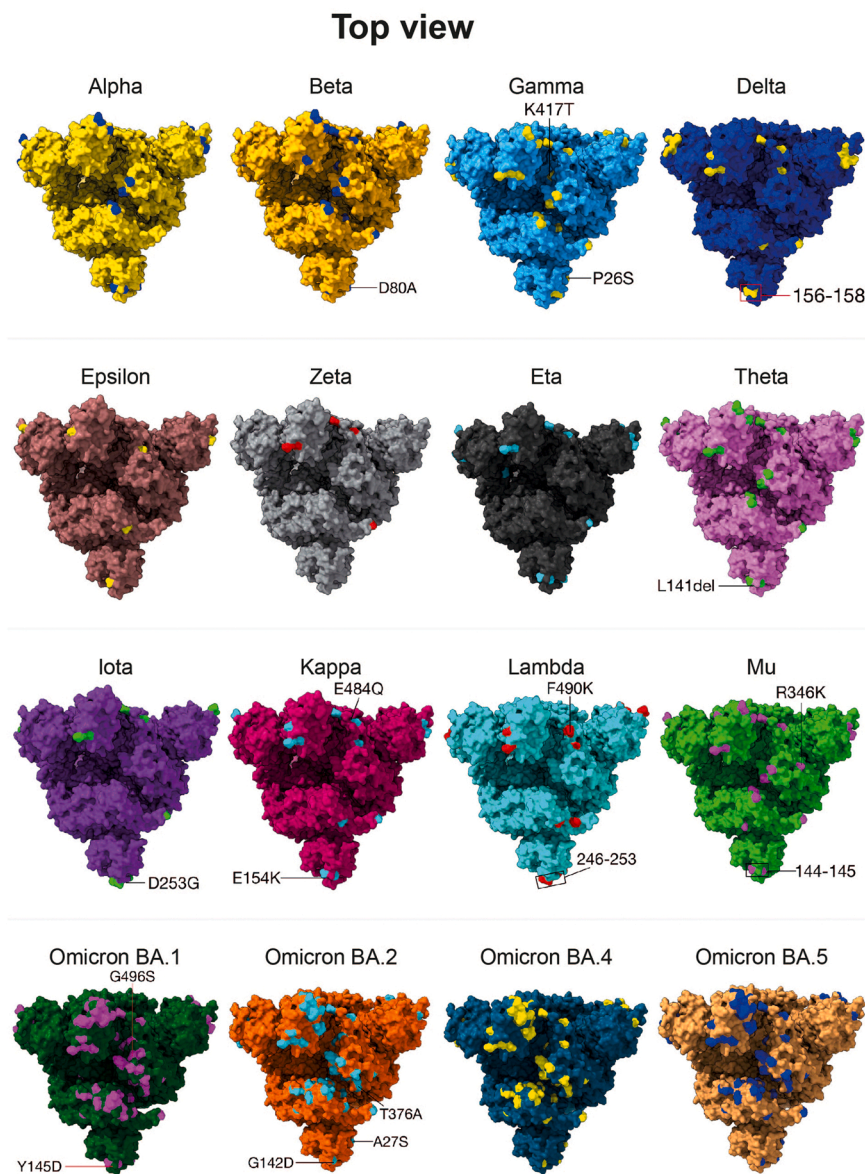 Top view
Alpha
Beta
Gamma
Delta
K417T
D80A
P26S
156-158
Epsilon
Zeta
Eta
Theta
L141del
Iota
Kappa
Lambda
Mu
E484Q
F490K
R346K
D253G
E154K
246-253
144-145
Omicron BA.1
Omicron BA.2
Omicron BA.4
Omicron BA.5
G496S
T376A
A27S
Y145D
G142D